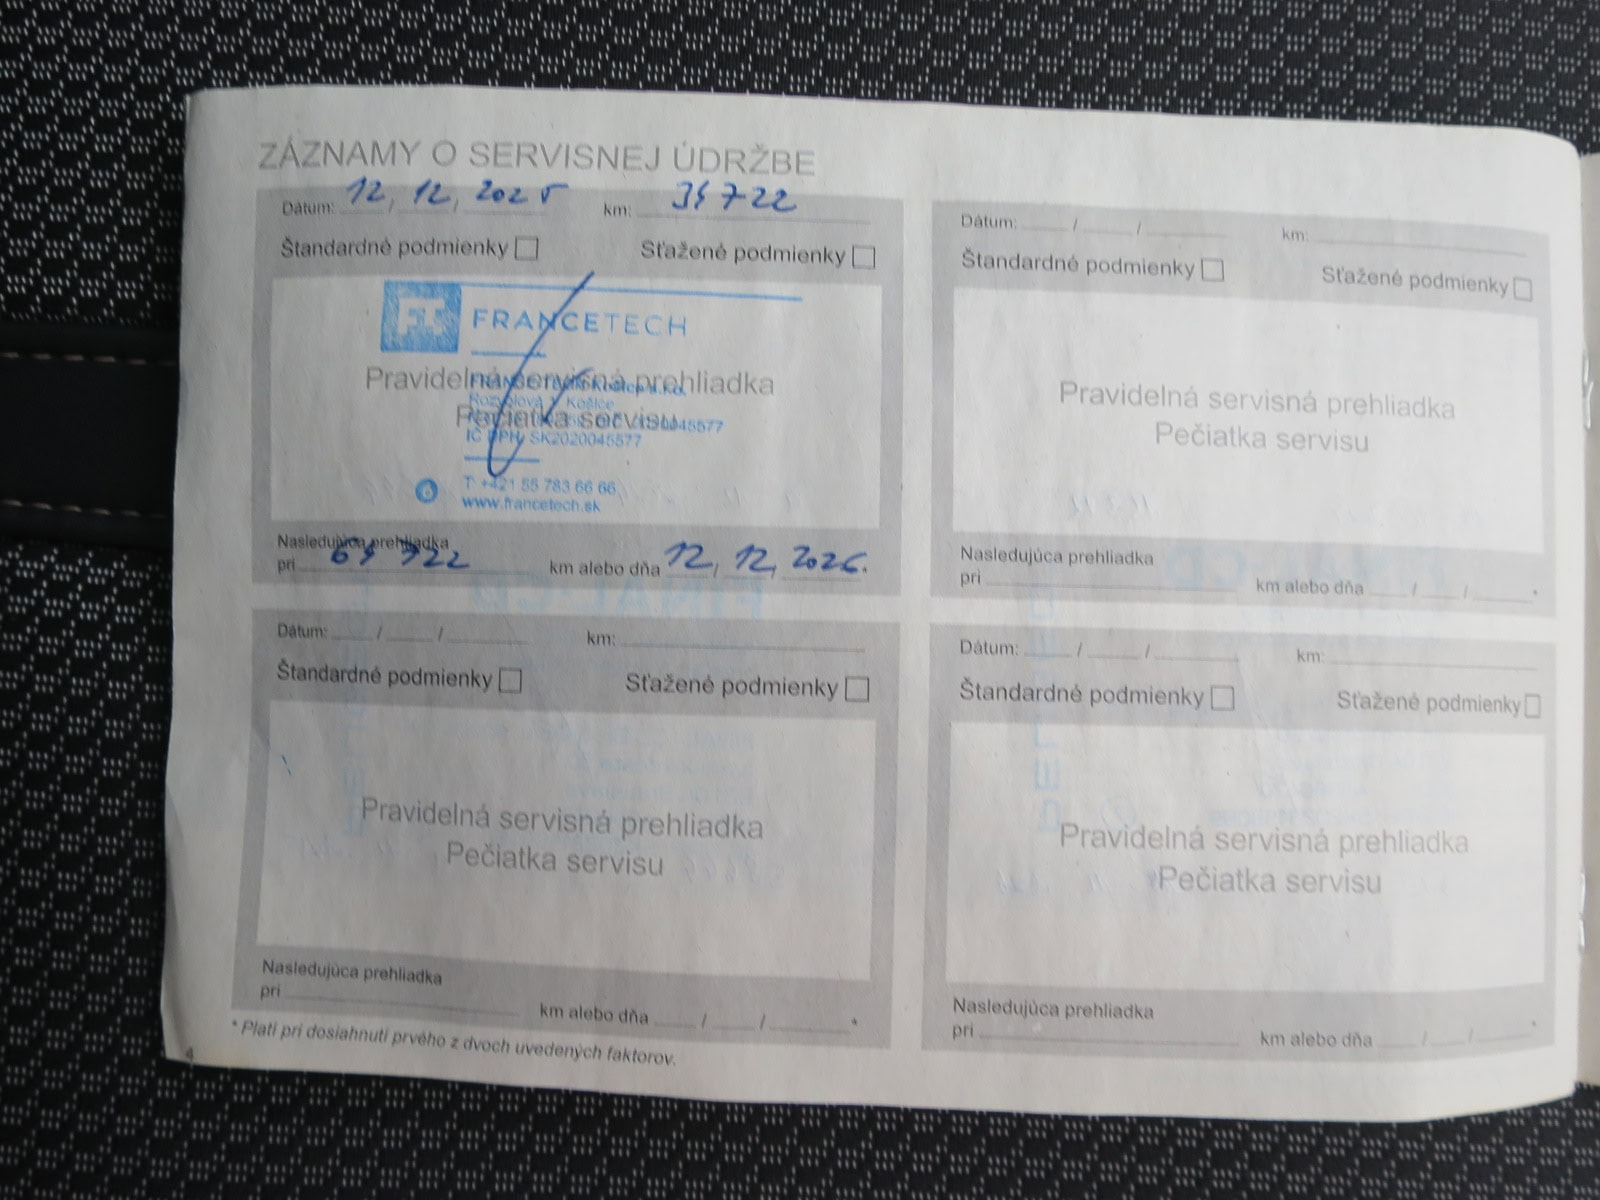 ZÁZNAMY O SERVISNEJ ÚDRŽBE
Dátum: 12, 12, 2025 km: 34 722
Štandardné podmienky Sťažené podmienky
FRANCETECH
Pravidelná servisná prehliadka
Pečiatka servisu
Košice
IČ DPH SK2020045577
T +421 55 783 66 66
www.francetech.sk
Nasledujúca prehliadka
pri 64 722 km alebo dňa 12, 12, 2026.
Dátum: / / km:
Štandardné podmienky Sťažené podmienky
Pravidelná servisná prehliadka
Pečiatka servisu
Nasledujúca prehliadka
pri km alebo dňa / / *
Dátum: / / km:
Štandardné podmienky Sťažené podmienky
Pravidelná servisná prehliadka
Pečiatka servisu
Nasledujúca prehliadka
pri km alebo dňa / / *
Dátum: / / km:
Štandardné podmienky Sťažené podmienky
Pravidelná servisná prehliadka
Pečiatka servisu
Nasledujúca prehliadka
pri km alebo dňa / / *
* Platí pri dosiahnutí prvého z dvoch uvedených faktorov.
4